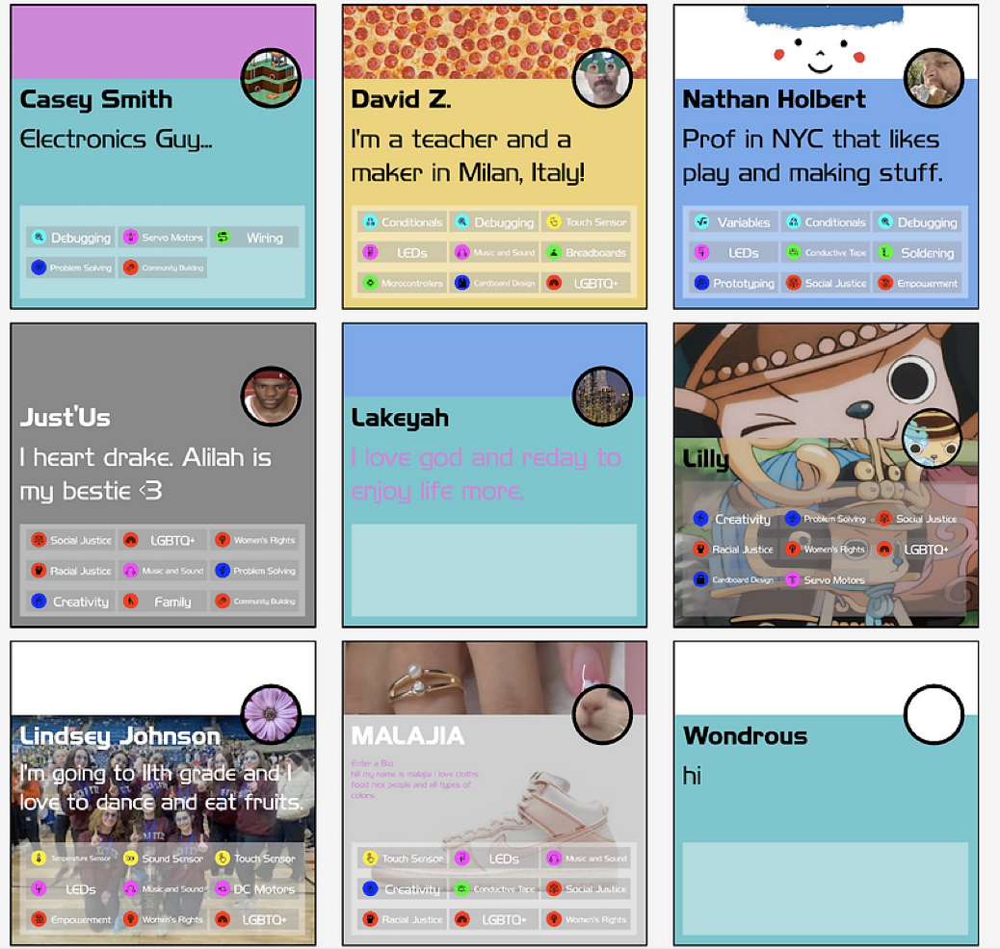 Casey Smith
Electronics Guy...
Debugging Servo Motors Wiring
Problem Solving Community Building
David Z.
I'm a teacher and a
maker in Milan, Italy!
Conditionals Debugging Touch Sensor
LEDs Music and Sound Breadboards
Microcontrollers Cardboard Design LGBTQ+
Nathan Holbert
Prof in NYC that likes
play and making stuff.
Variables Conditionals Debugging
LEDs Conductive Tape Soldering
Prototyping Social Justice Empowerment
Just'Us
I heart drake. Alilah is
my bestie <3
Social Justice LGBTQ+ Women's Rights
Racial Justice Music and Sound Problem Solving
Creativity Family Community Building
Lakeyah
I love god and reday to
enjoy life more.
Lilly
Creativity Problem Solving Social Justice
Racial Justice Women's Rights LGBTQ+
Cardboard Design Servo Motors
Lindsey Johnson
I'm going to 11th grade and I
love to dance and eat fruits.
Temperature Sensor Sound Sensor Touch Sensor
LEDs Music and Sound DC Motors
Empowerment Women's Rights LGBTQ+
MALAJIA
Enter a Bio
hi! my name is malajia i love cloths
food nice people and all types of
colors
Touch Sensor LEDs Music and Sound
Creativity Conductive Tape Social Justice
Racial Justice LGBTQ+ Women's Rights
Wondrous
hi